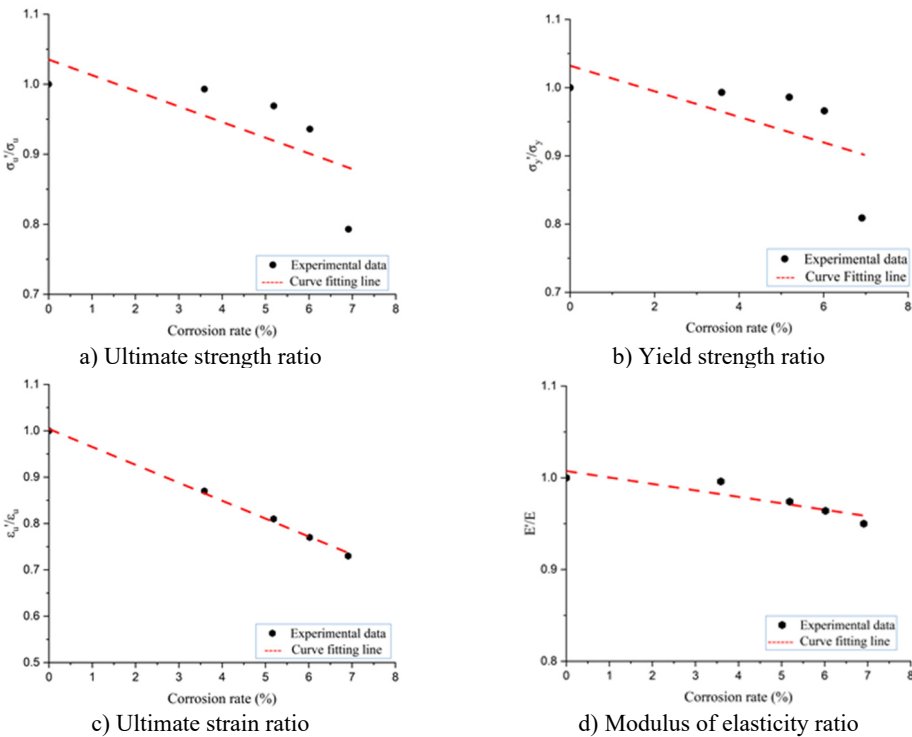 1.1
1.0
0.9
0.8
0.7
σu'/σu
0 1 2 3 4 5 6 7 8
Corrosion rate (%)
Experimental data
Curve fitting line
a) Ultimate strength ratio
1.1
1.0
0.9
0.8
0.7
σy'/σy
0 2 4 6 8
Corrosion rate (%)
Experimental data
Curve Fitting line
b) Yield strength ratio
1.1
1.0
0.9
0.8
0.7
0.6
0.5
εu'/εu
0 1 2 3 4 5 6 7 8
Corrosion rate (%)
Experimental data
Curve fitting line
c) Ultimate strain ratio
1.1
1.0
0.9
0.8
E'/E
0 1 2 3 4 5 6 7 8
Corrosion rate (%)
Experimental data
Curve fitting line
d) Modulus of elasticity ratio